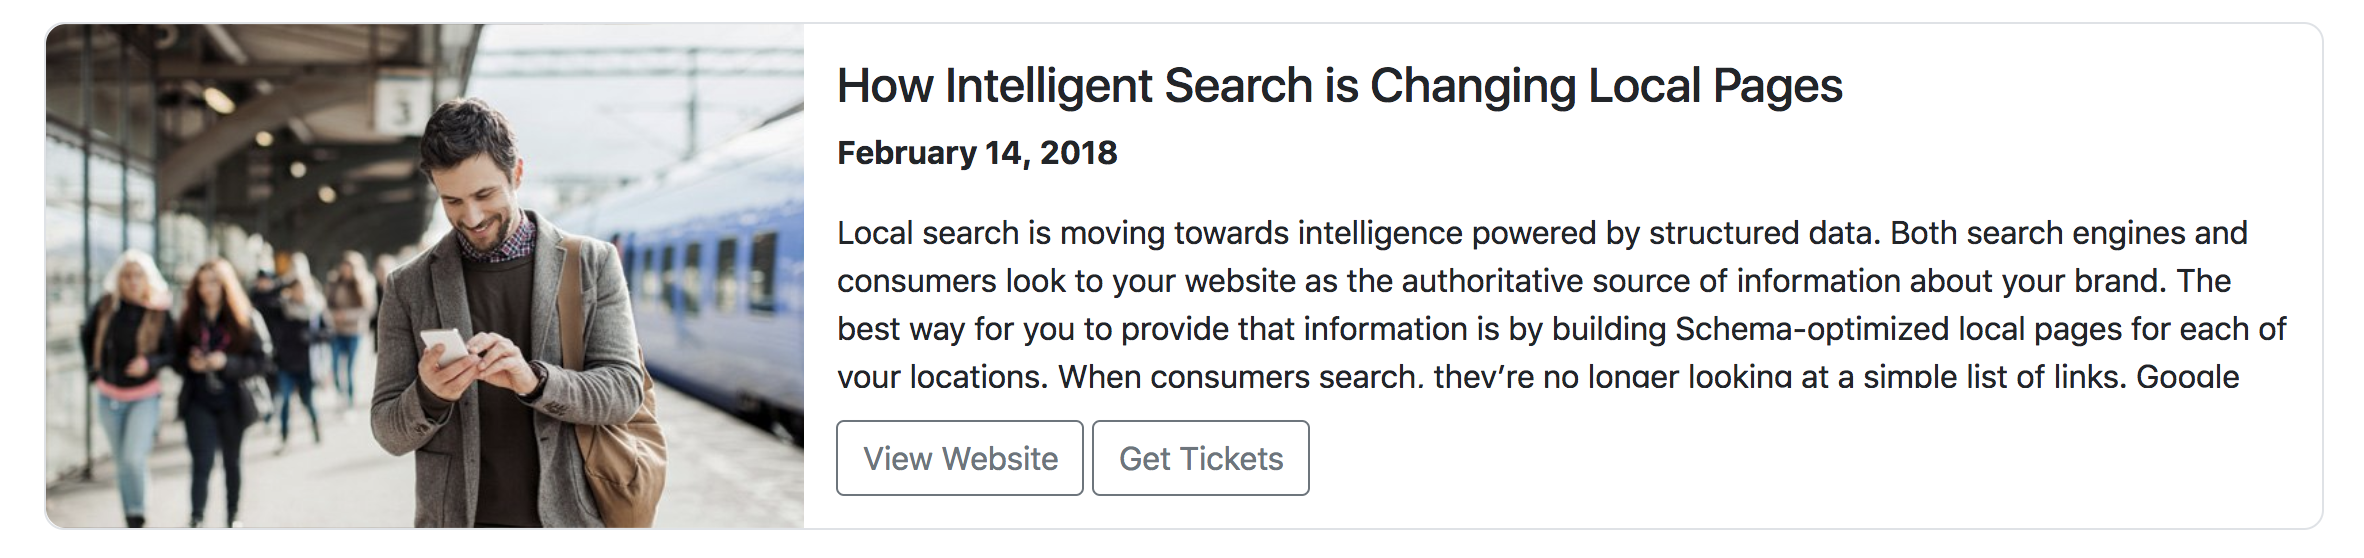 3
How Intelligent Search is Changing Local Pages
February 14, 2018
Local search is moving towards intelligence powered by structured data. Both search engines and
consumers look to your website as the authoritative source of information about your brand. The
best way for you to provide that information is by building Schema-optimized local pages for each of
your locations. When consumers search, they’re no longer looking at a simple list of links. Google
View Website
Get Tickets